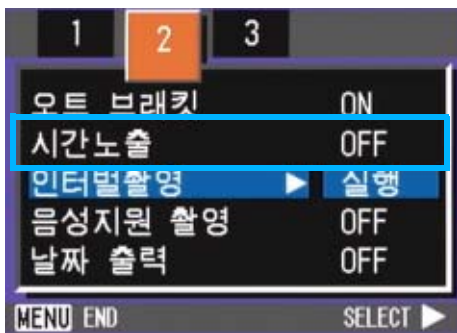 1 2 3
오토 브래킷 ON
시간노출 OFF
인터벌촬영 ▶ 실행
음성지원 촬영 OFF
날짜 출력 OFF
MENU END SELECT ▶